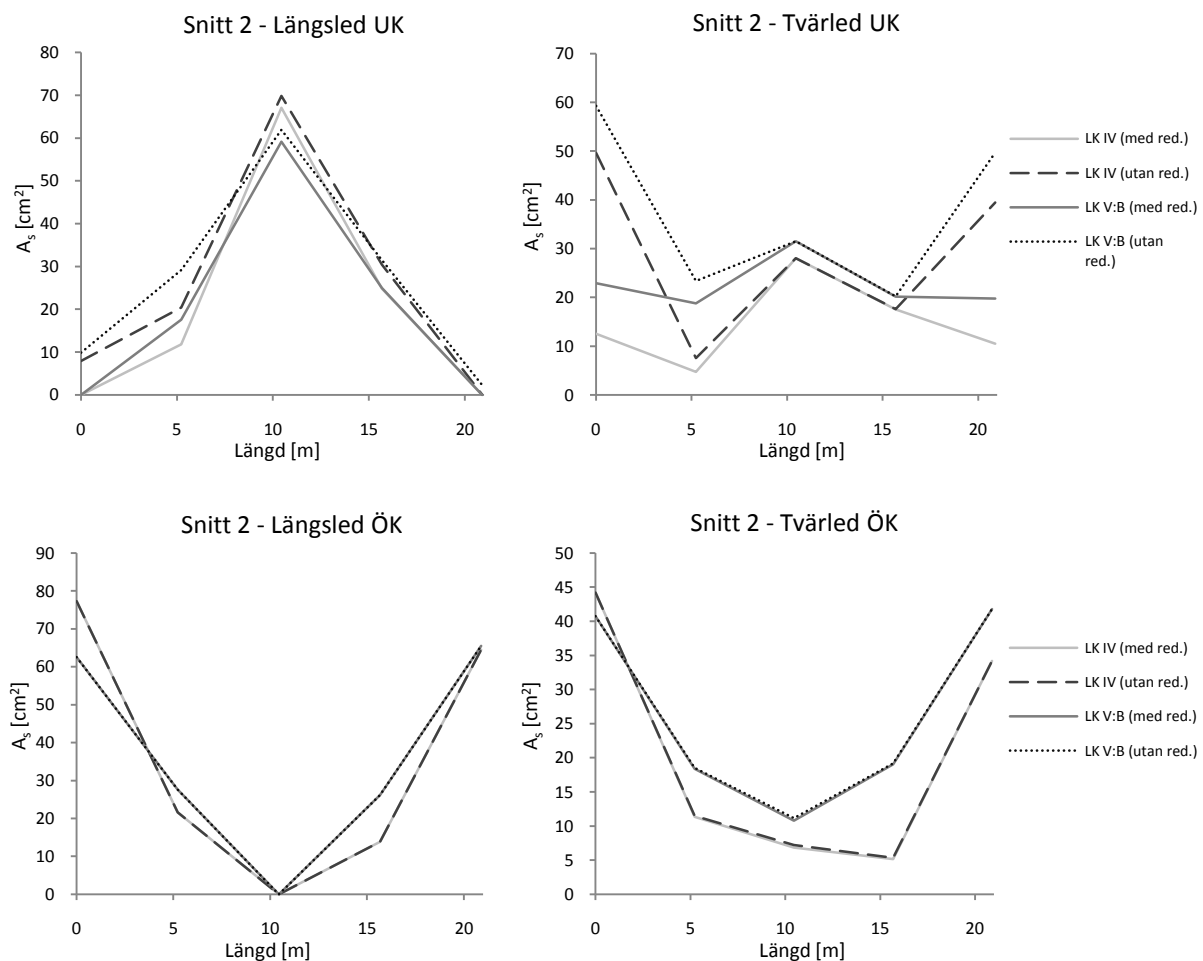 Snitt 2 - Längsled UK
80
70
60
50
40
30
20
10
0
A_s [cm²]
0 5 10 15 20
Längd [m]
Snitt 2 - Tvärled UK
70
60
50
40
30
20
10
0
A_s [cm²]
0 5 10 15 20
Längd [m]
LK IV (med red.)
LK IV (utan red.)
LK V:B (med red.)
LK V:B (utan
red.)
Snitt 2 - Längsled ÖK
90
80
70
60
50
40
30
20
10
0
A_s [cm²]
0 5 10 15 20
Längd [m]
Snitt 2 - Tvärled ÖK
50
45
40
35
30
25
20
15
10
5
0
A_s [cm²]
0 5 10 15 20
Längd [m]
LK IV (med red.)
LK IV (utan red.)
LK V:B (med red.)
LK V:B (utan red.)